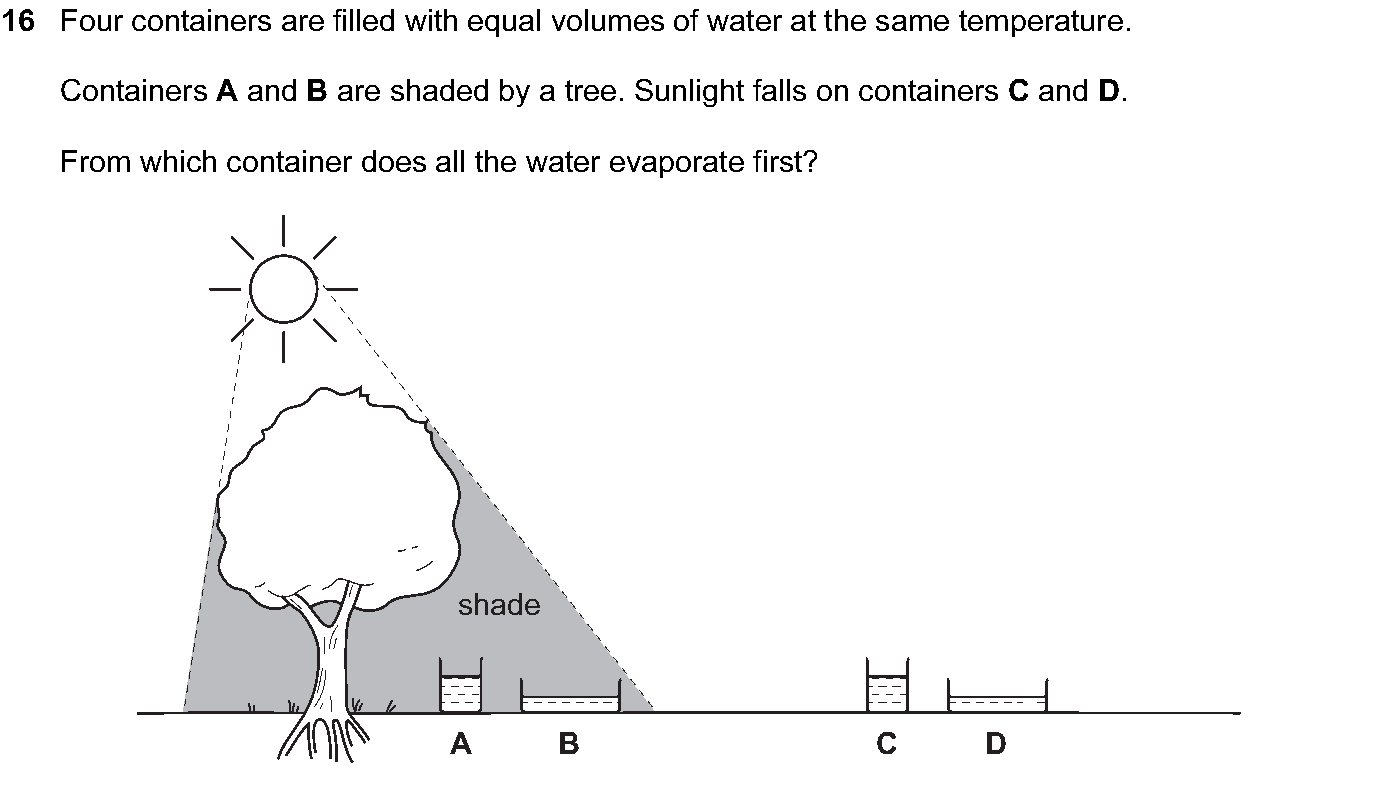 16 Four containers are filled with equal volumes of water at the same temperature.
Containers A and B are shaded by a tree. Sunlight falls on containers C and D.
From which container does all the water evaporate first?
shade
A B C D